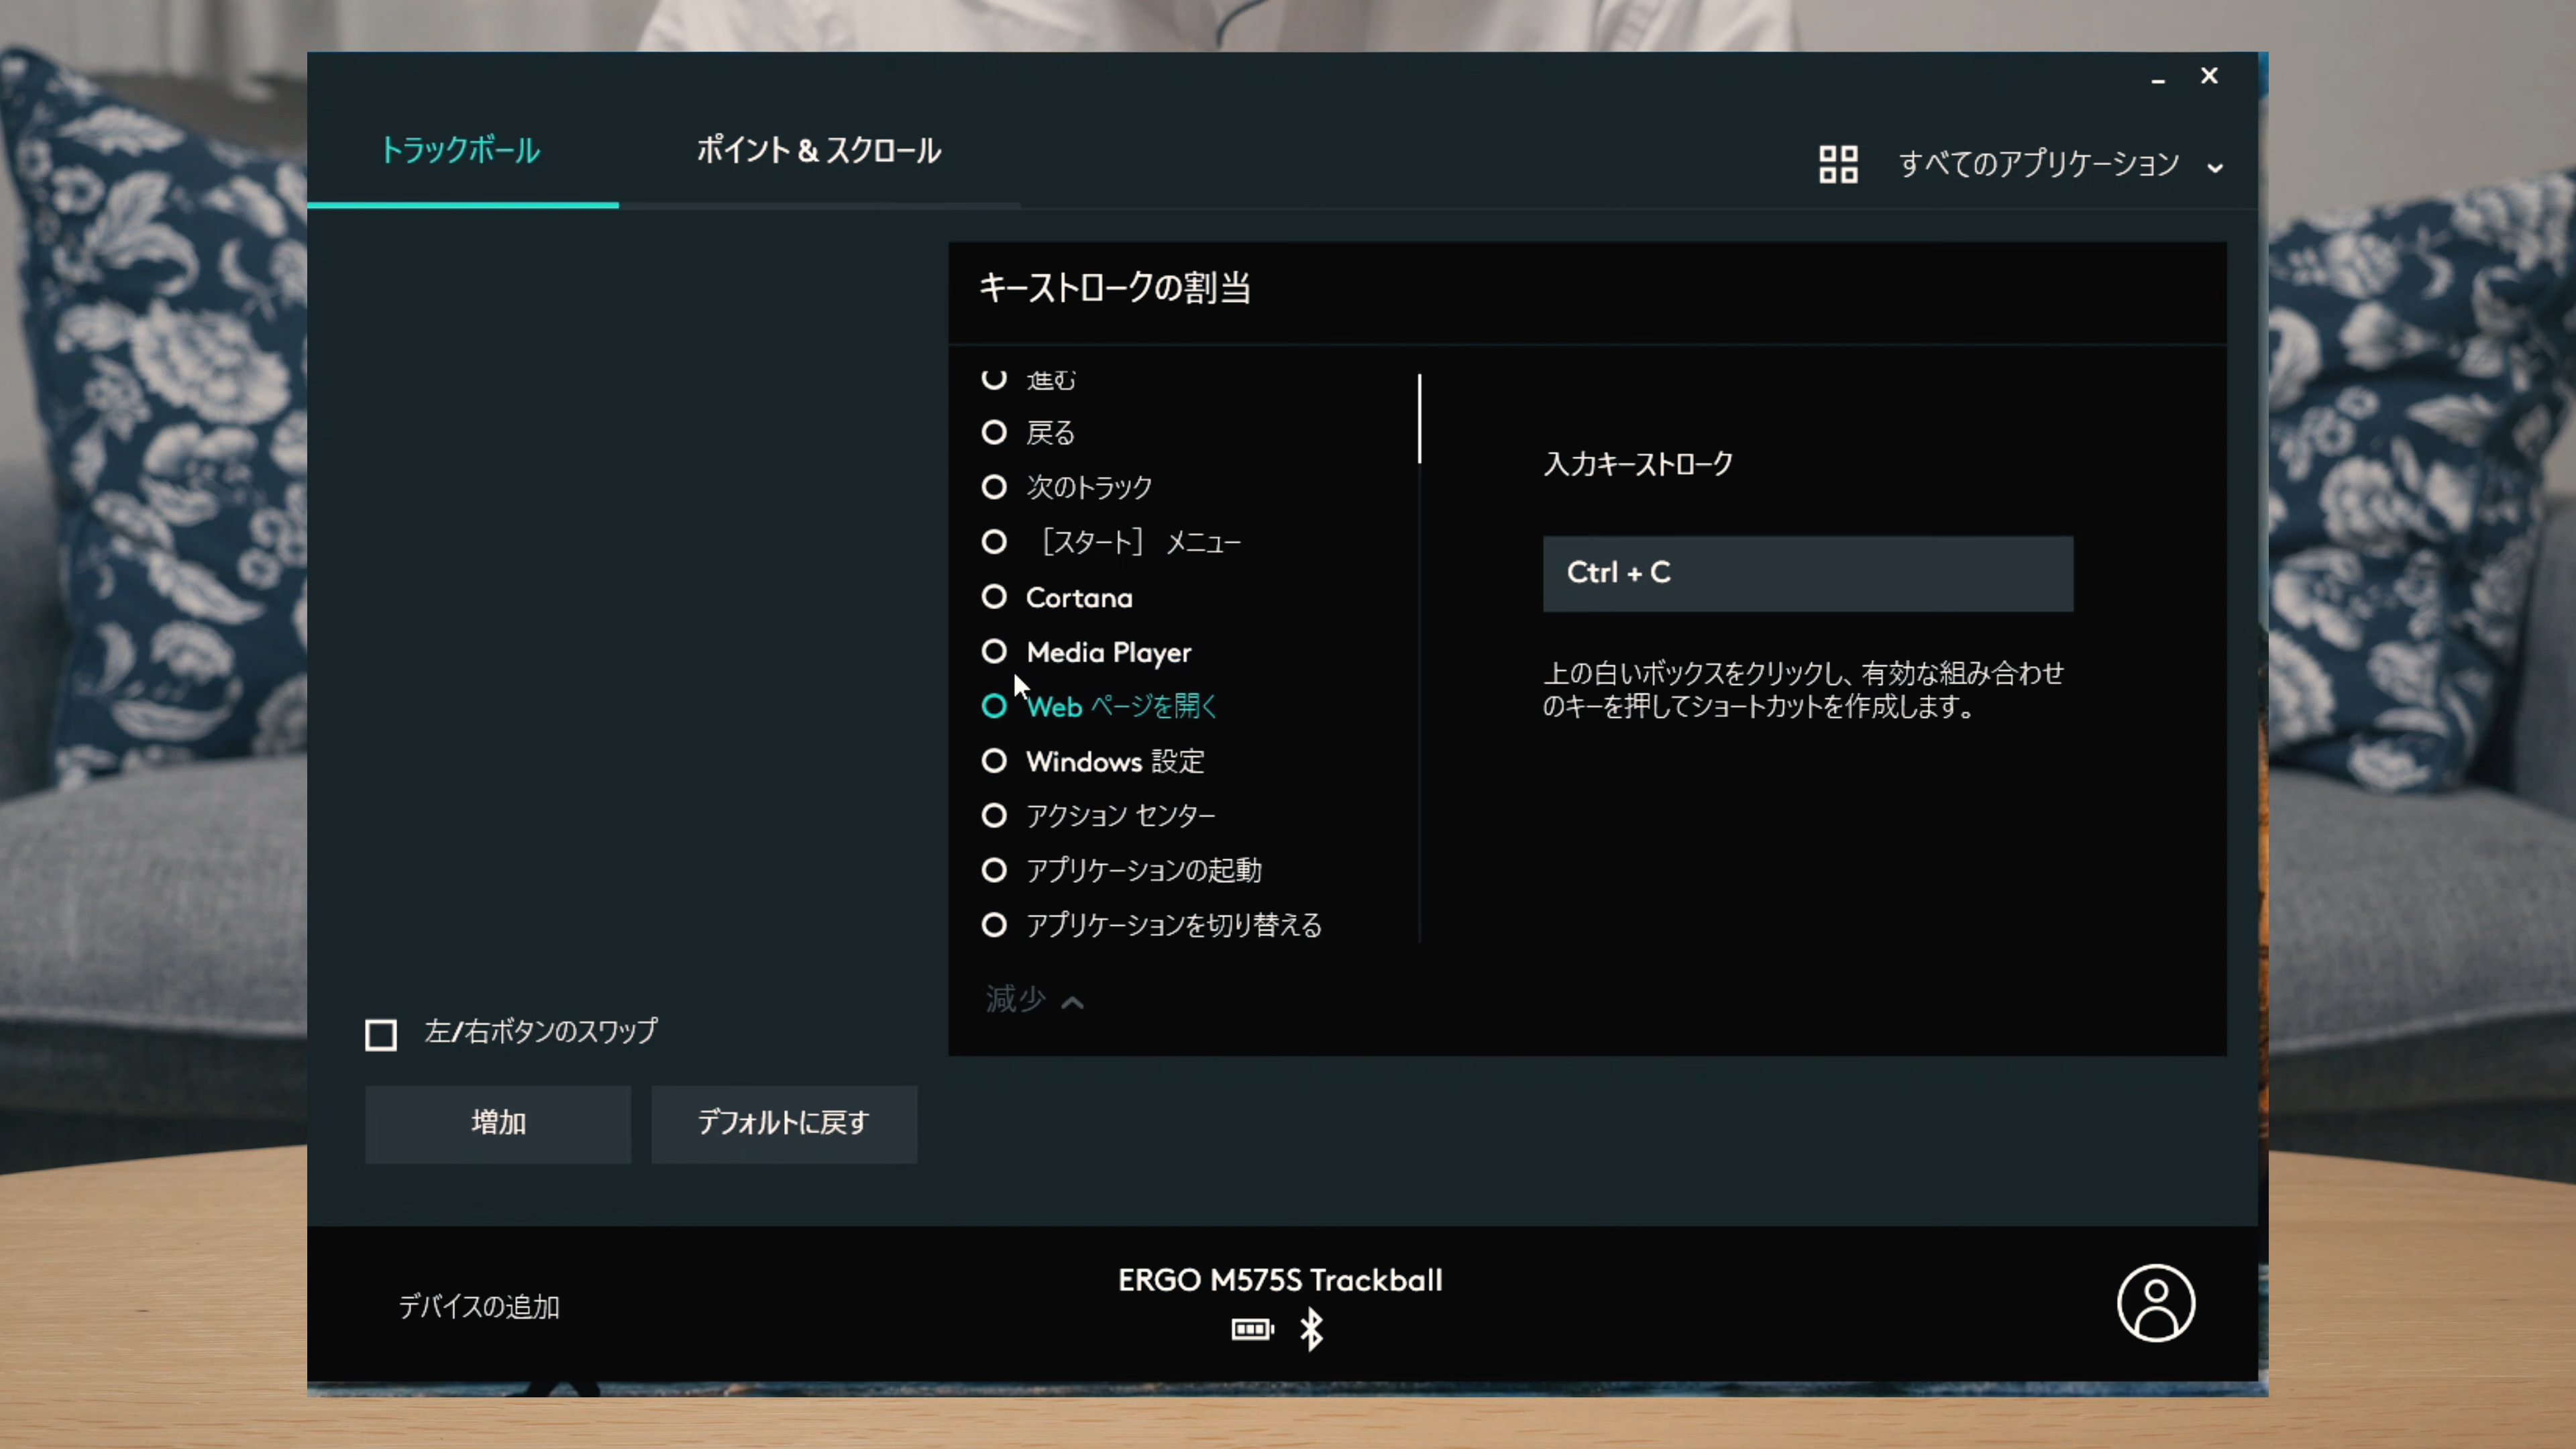 トラックボール
ポイント & スクロール
すべてのアプリケーション
キーストロークの割当
進む
戻る
次のトラック
［スタート］ メニュー
Cortana
Media Player
Web ページを開く
Windows 設定
アクション センター
アプリケーションの起動
アプリケーションを切り替える
減少
入力キーストローク
Ctrl + C
上の白いボックスをクリックし、有効な組み合わせ
のキーを押してショートカットを作成します。
左/右ボタンのスワップ
増加
デフォルトに戻す
デバイスの追加
ERGO M575S Trackball